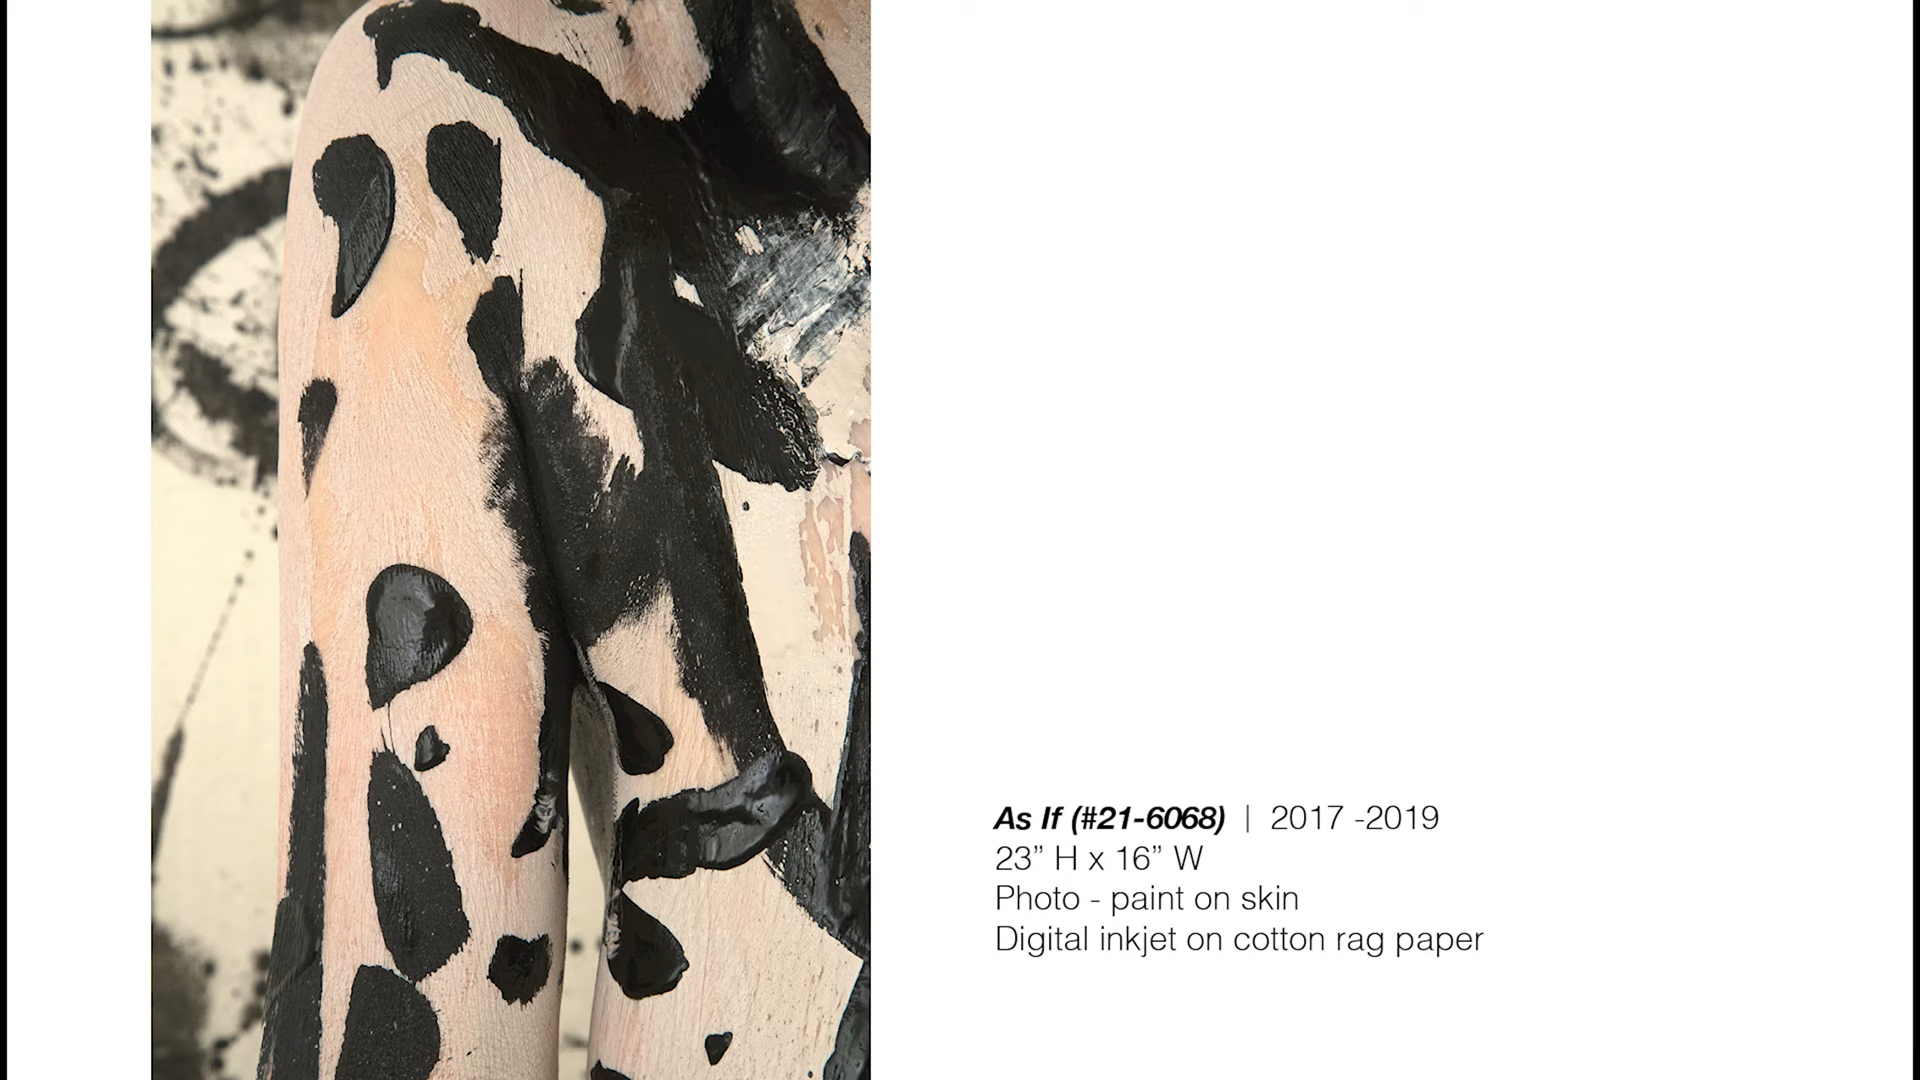 As If (#21-6068) | 2017 -2019
23” H x 16” W
Photo - paint on skin
Digital inkjet on cotton rag paper